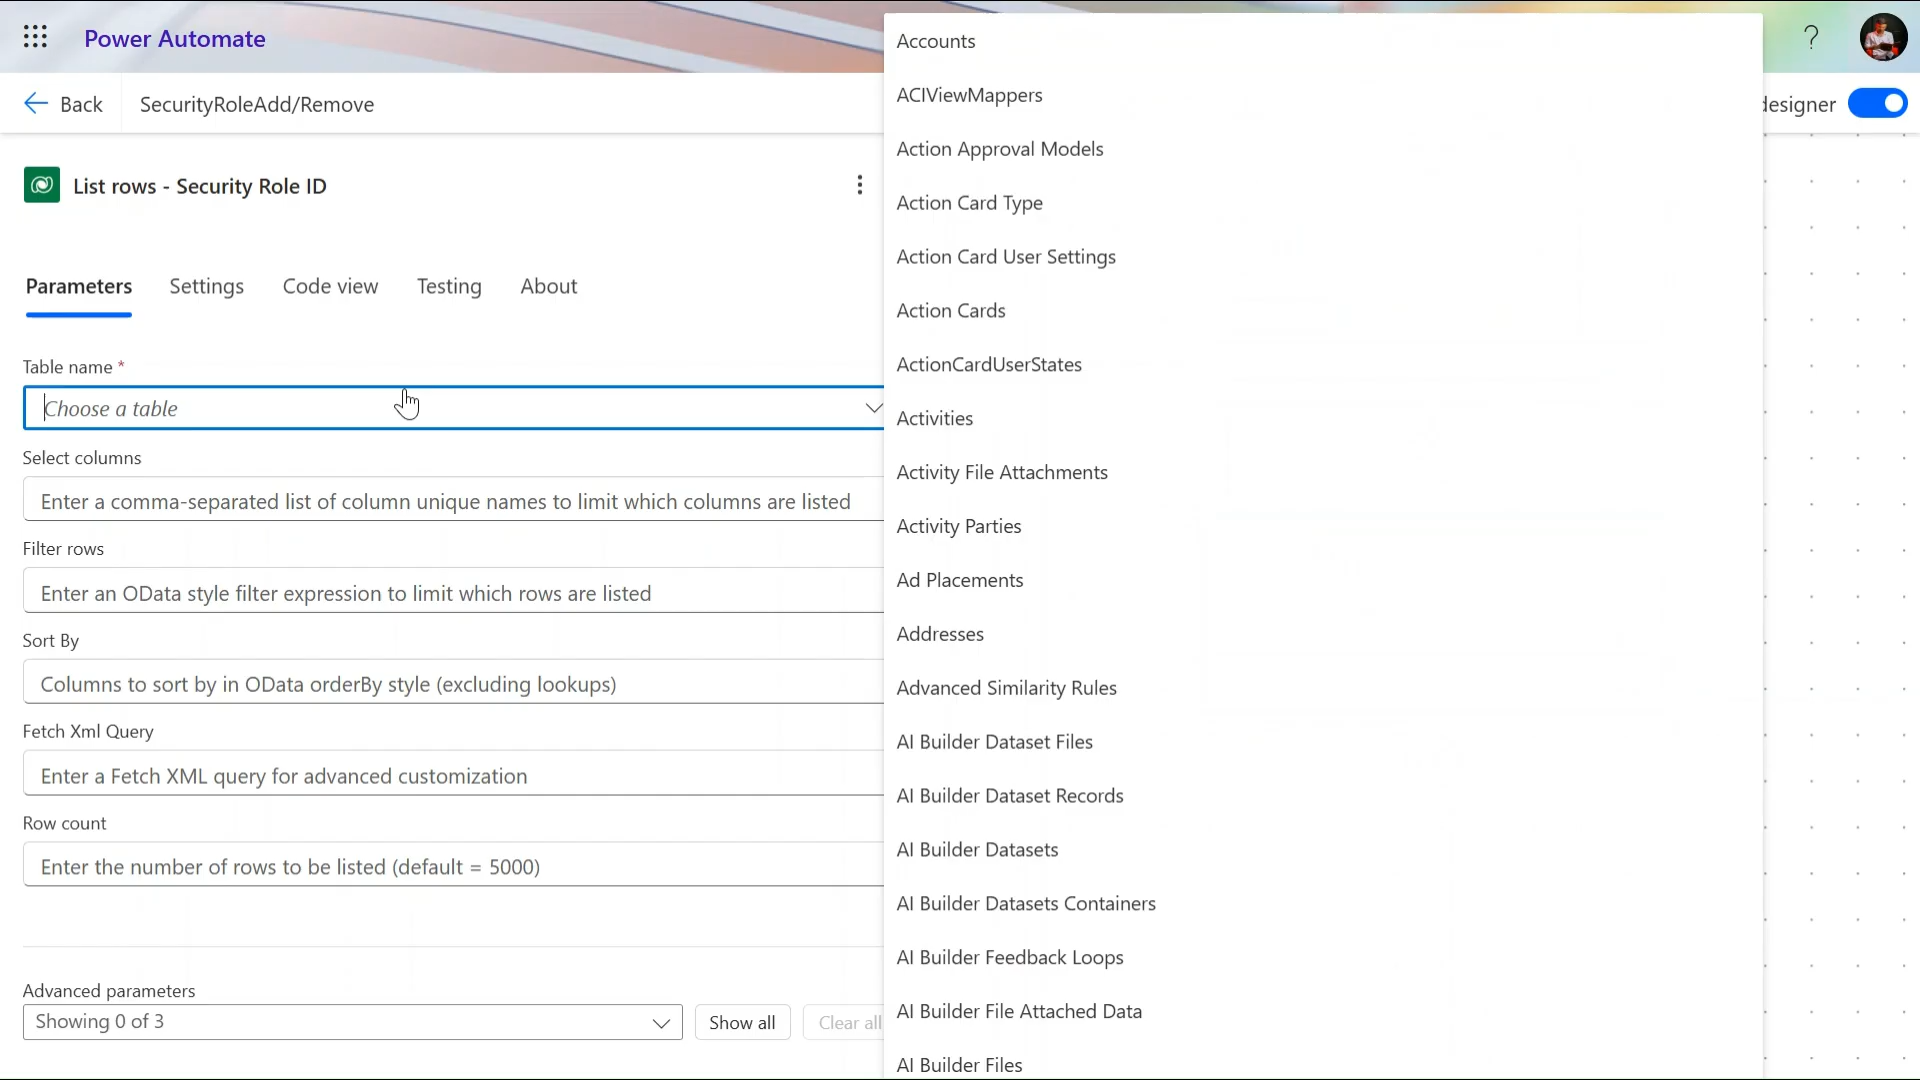 Power Automate
?
Back
SecurityRoleAdd/Remove
designer
List rows - Security Role ID
Parameters
Settings
Code view
Testing
About
Table name *
Choose a table
Select columns
Enter a comma-separated list of column unique names to limit which columns are listed
Filter rows
Enter an OData style filter expression to limit which rows are listed
Sort By
Columns to sort by in OData orderBy style (excluding lookups)
Fetch Xml Query
Enter a Fetch XML query for advanced customization
Row count
Enter the number of rows to be listed (default = 5000)
Advanced parameters
Showing 0 of 3
Show all
Clear all
Accounts
ACIViewMappers
Action Approval Models
Action Card Type
Action Card User Settings
Action Cards
ActionCardUserStates
Activities
Activity File Attachments
Activity Parties
Ad Placements
Addresses
Advanced Similarity Rules
AI Builder Dataset Files
AI Builder Dataset Records
AI Builder Datasets
AI Builder Datasets Containers
AI Builder Feedback Loops
AI Builder File Attached Data
AI Builder Files